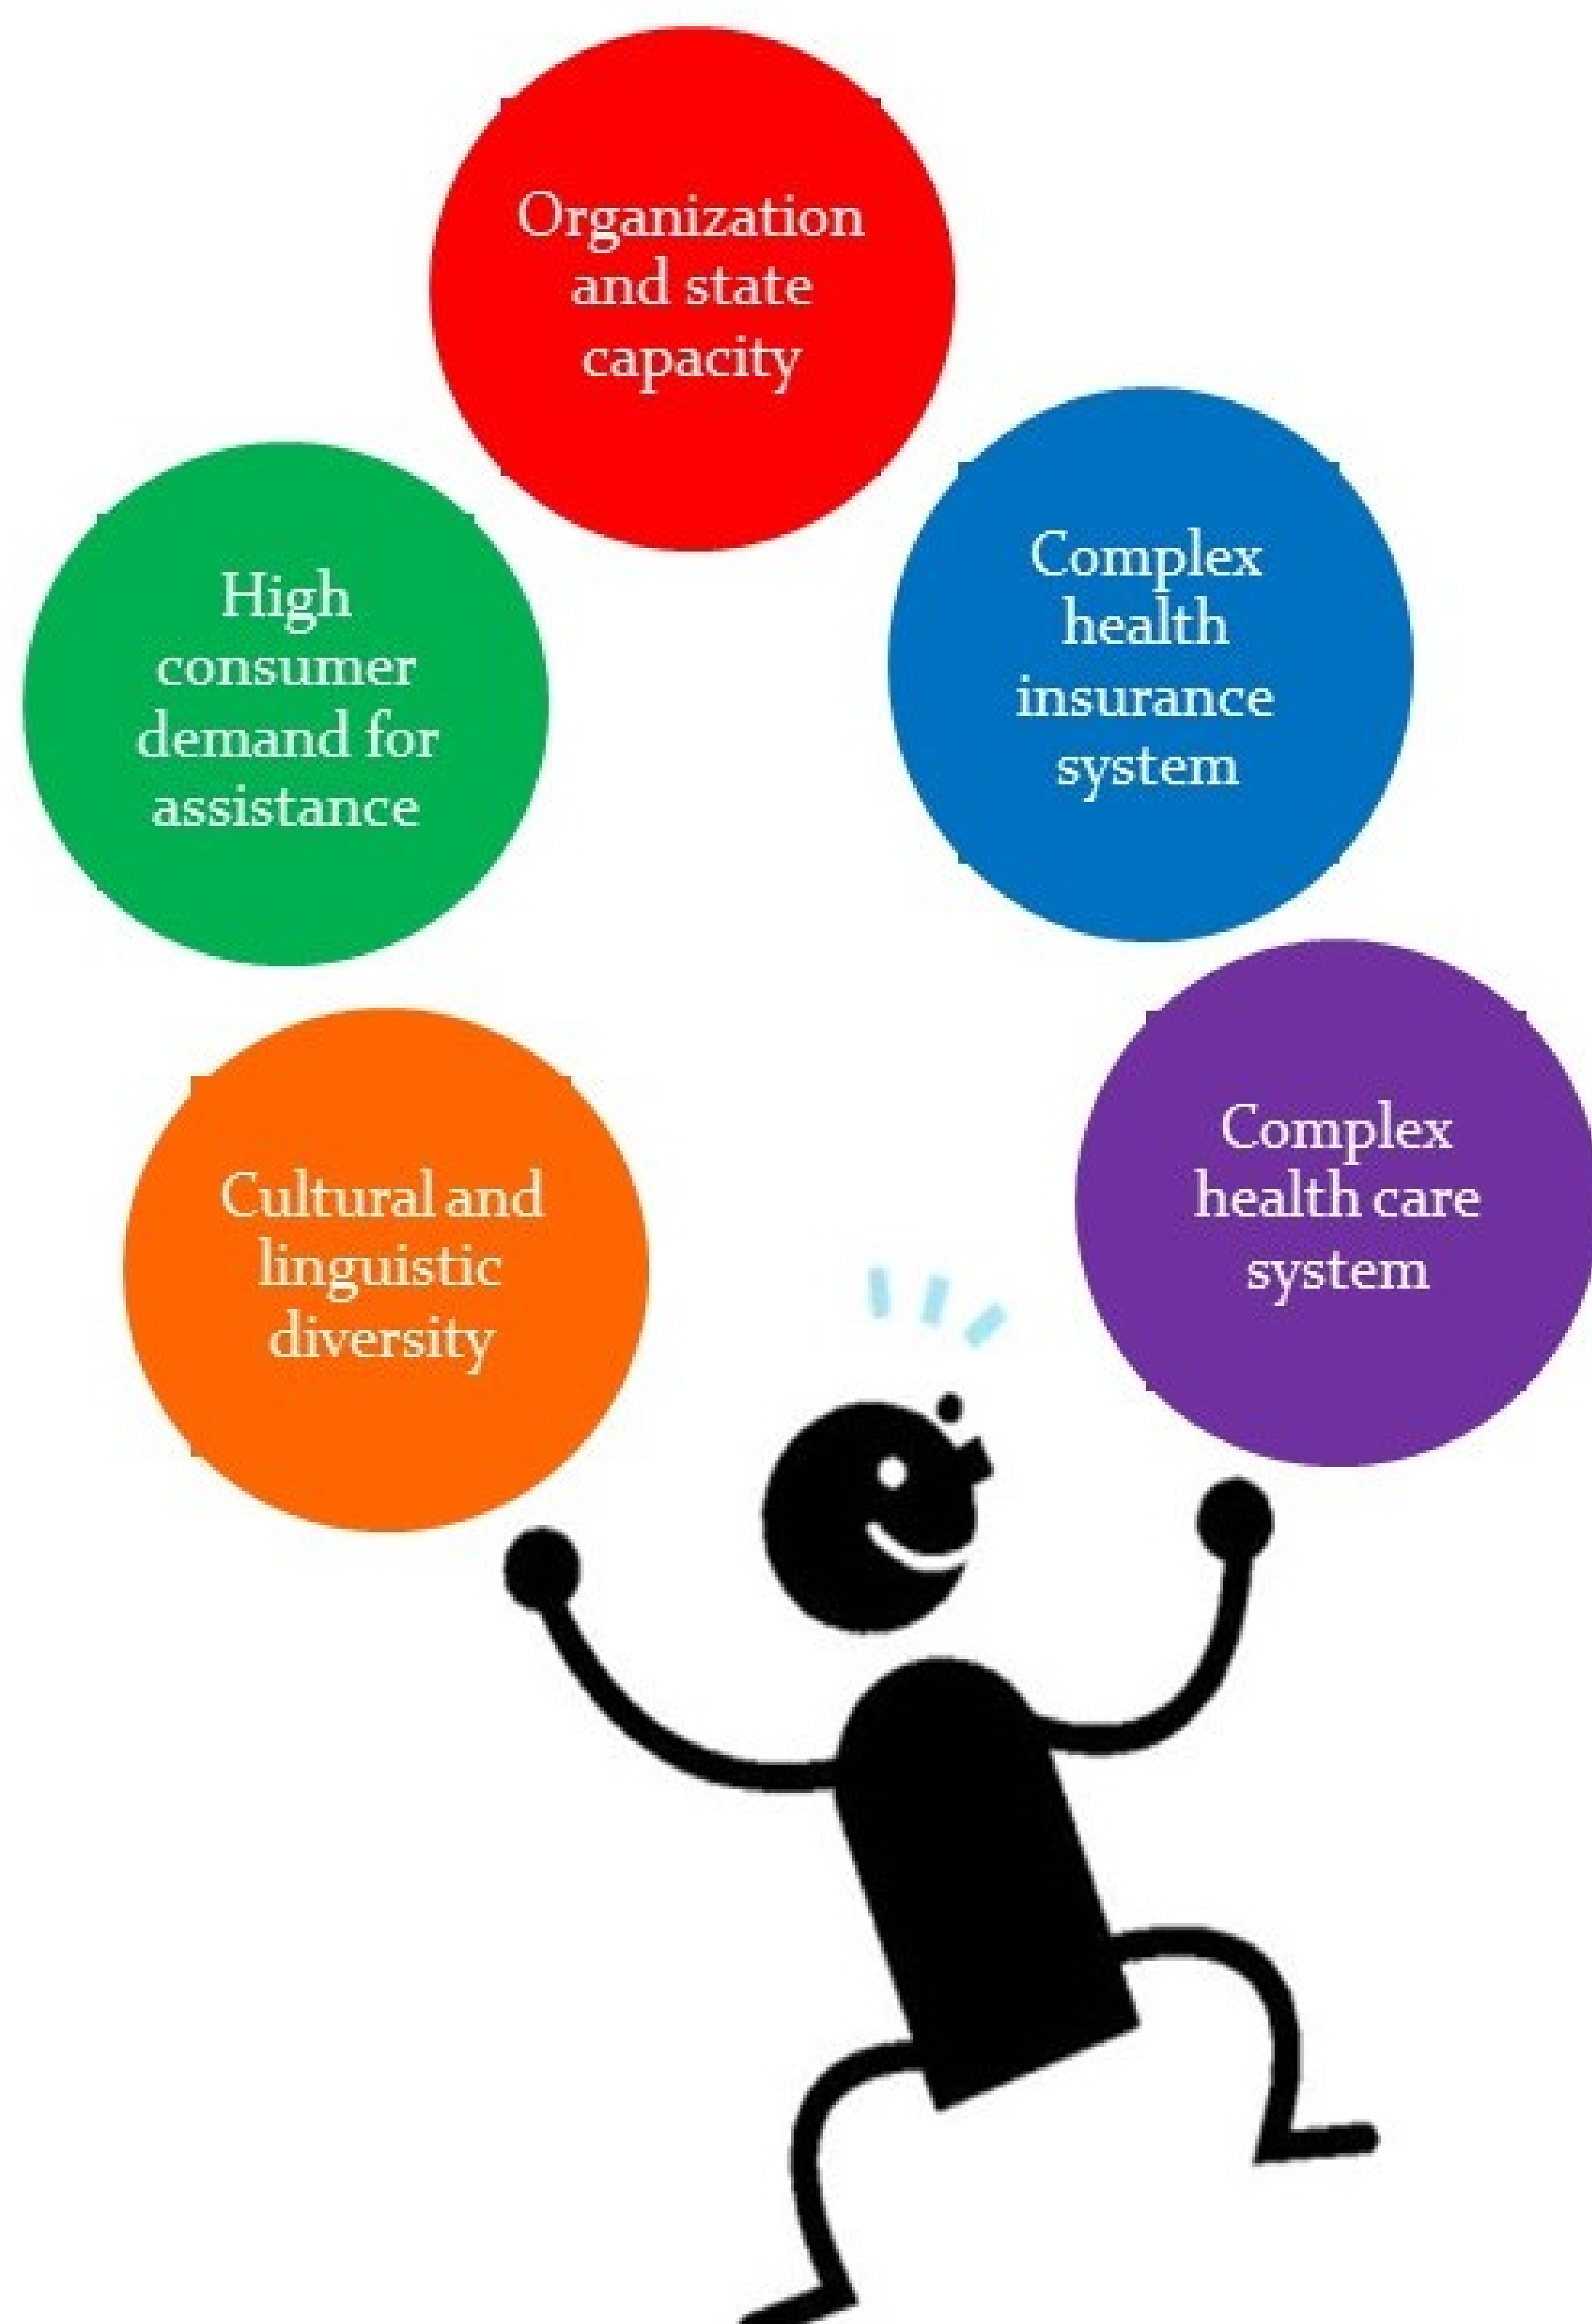 Organization
and state
capacity
High
consumer
demand for
assistance
Complex
health
insurance
system
Cultural and
linguistic
diversity
Complex
health care
system